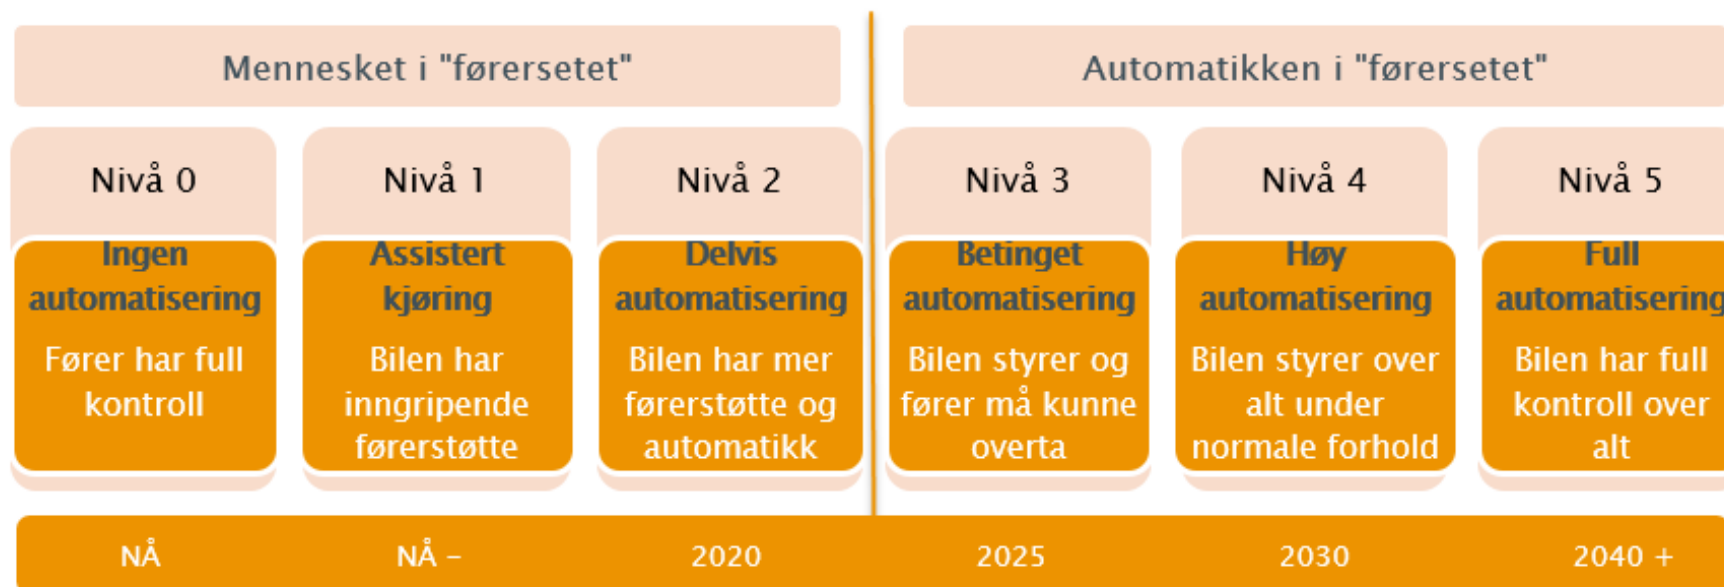 Mennesket i "førersetet"
Automatikken i "førersetet"
Nivå 0
Nivå 1
Nivå 2
Nivå 3
Nivå 4
Nivå 5
Ingen
automatisering
Fører har full
kontroll
Assistert
kjøring
Bilen har
inngripende
førerstøtte
Delvis
automatisering
Bilen har mer
førerstøtte og
automatikk
Betinget
automatisering
Bilen styrer og
fører må kunne
overta
Høy
automatisering
Bilen styrer over
alt under
normale forhold
Full
automatisering
Bilen har full
kontroll over
alt
NÅ
NÅ –
2020
2025
2030
2040 +